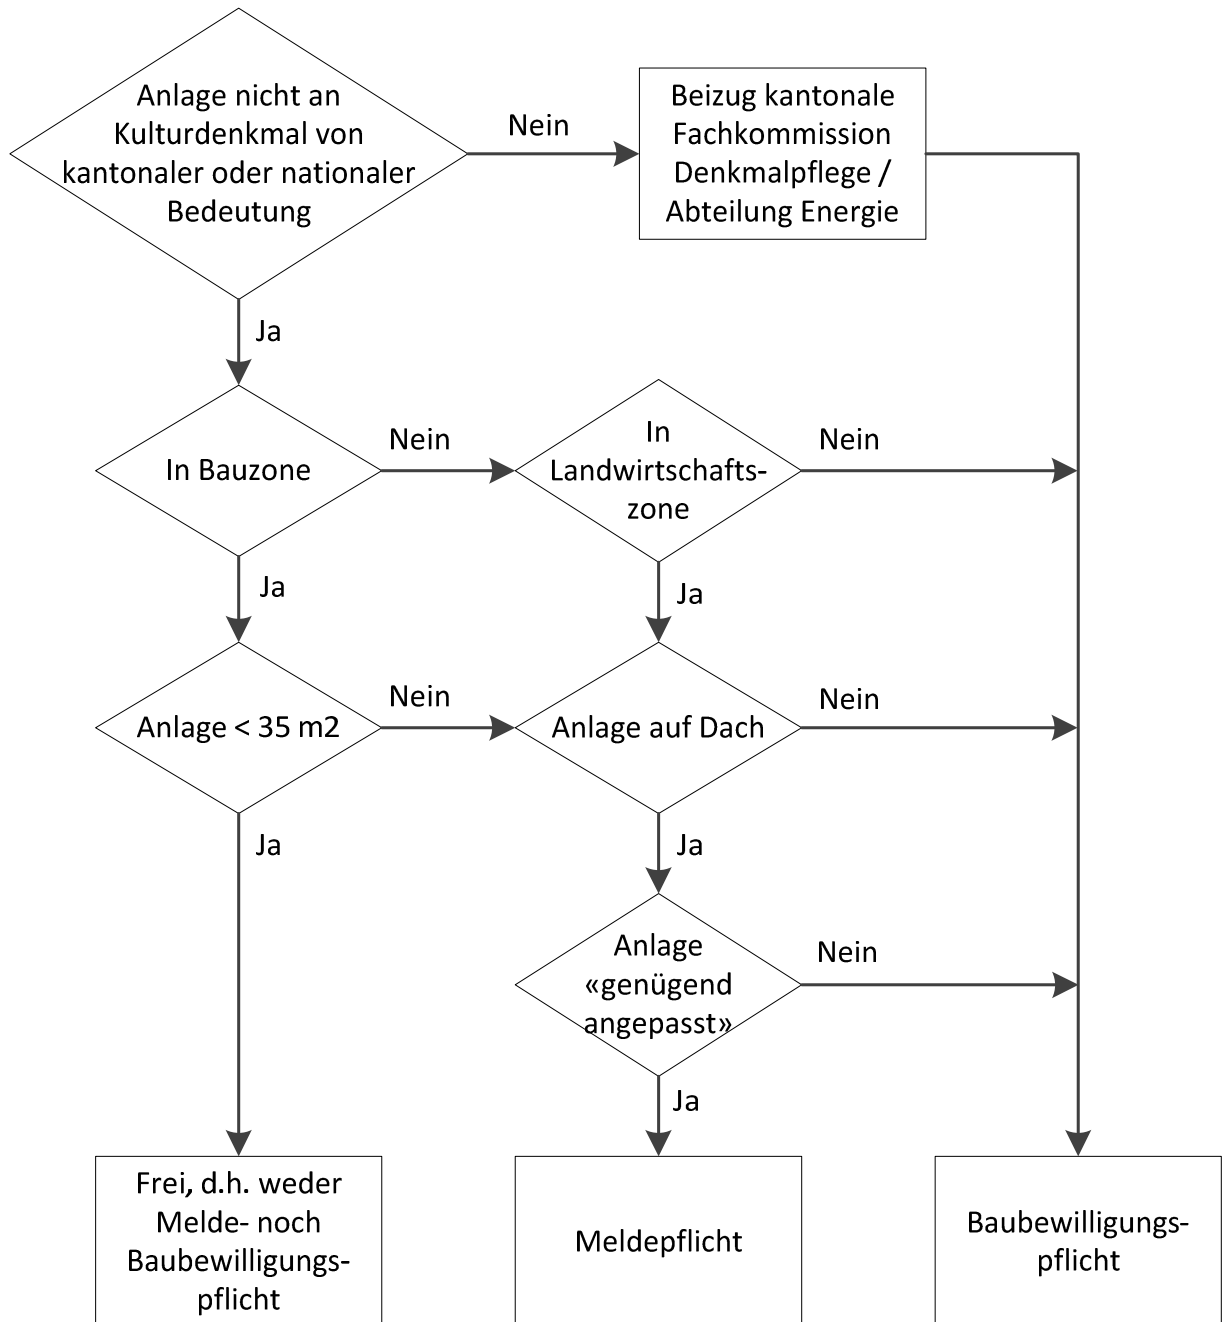 Anlage nicht an
Kulturdenkmal von
kantonaler oder nationaler
Bedeutung
Nein
Beizug kantonale
Fachkommission
Denkmalpflege /
Abteilung Energie
Ja
In Bauzone
Nein
In
Landwirtschafts-
zone
Nein
Ja
Ja
Anlage < 35 m2
Nein
Anlage auf Dach
Nein
Ja
Ja
Anlage
«genügend
angepasst»
Nein
Ja
Frei, d.h. weder
Melde- noch
Baubewilligungs-
pflicht
Meldepflicht
Baubewilligungs-
pflicht